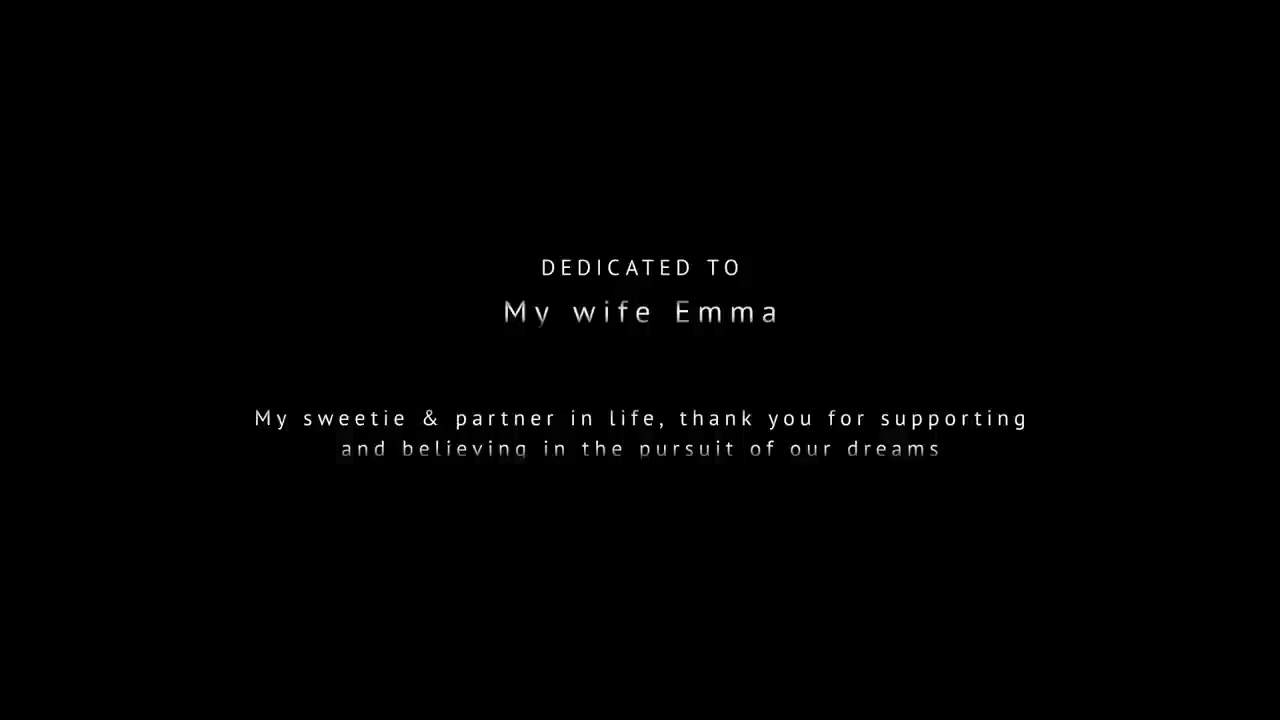 DEDICATED TO
My wife Emma
My sweetie & partner in life, thank you for supporting
and believing in the pursuit of our dreams